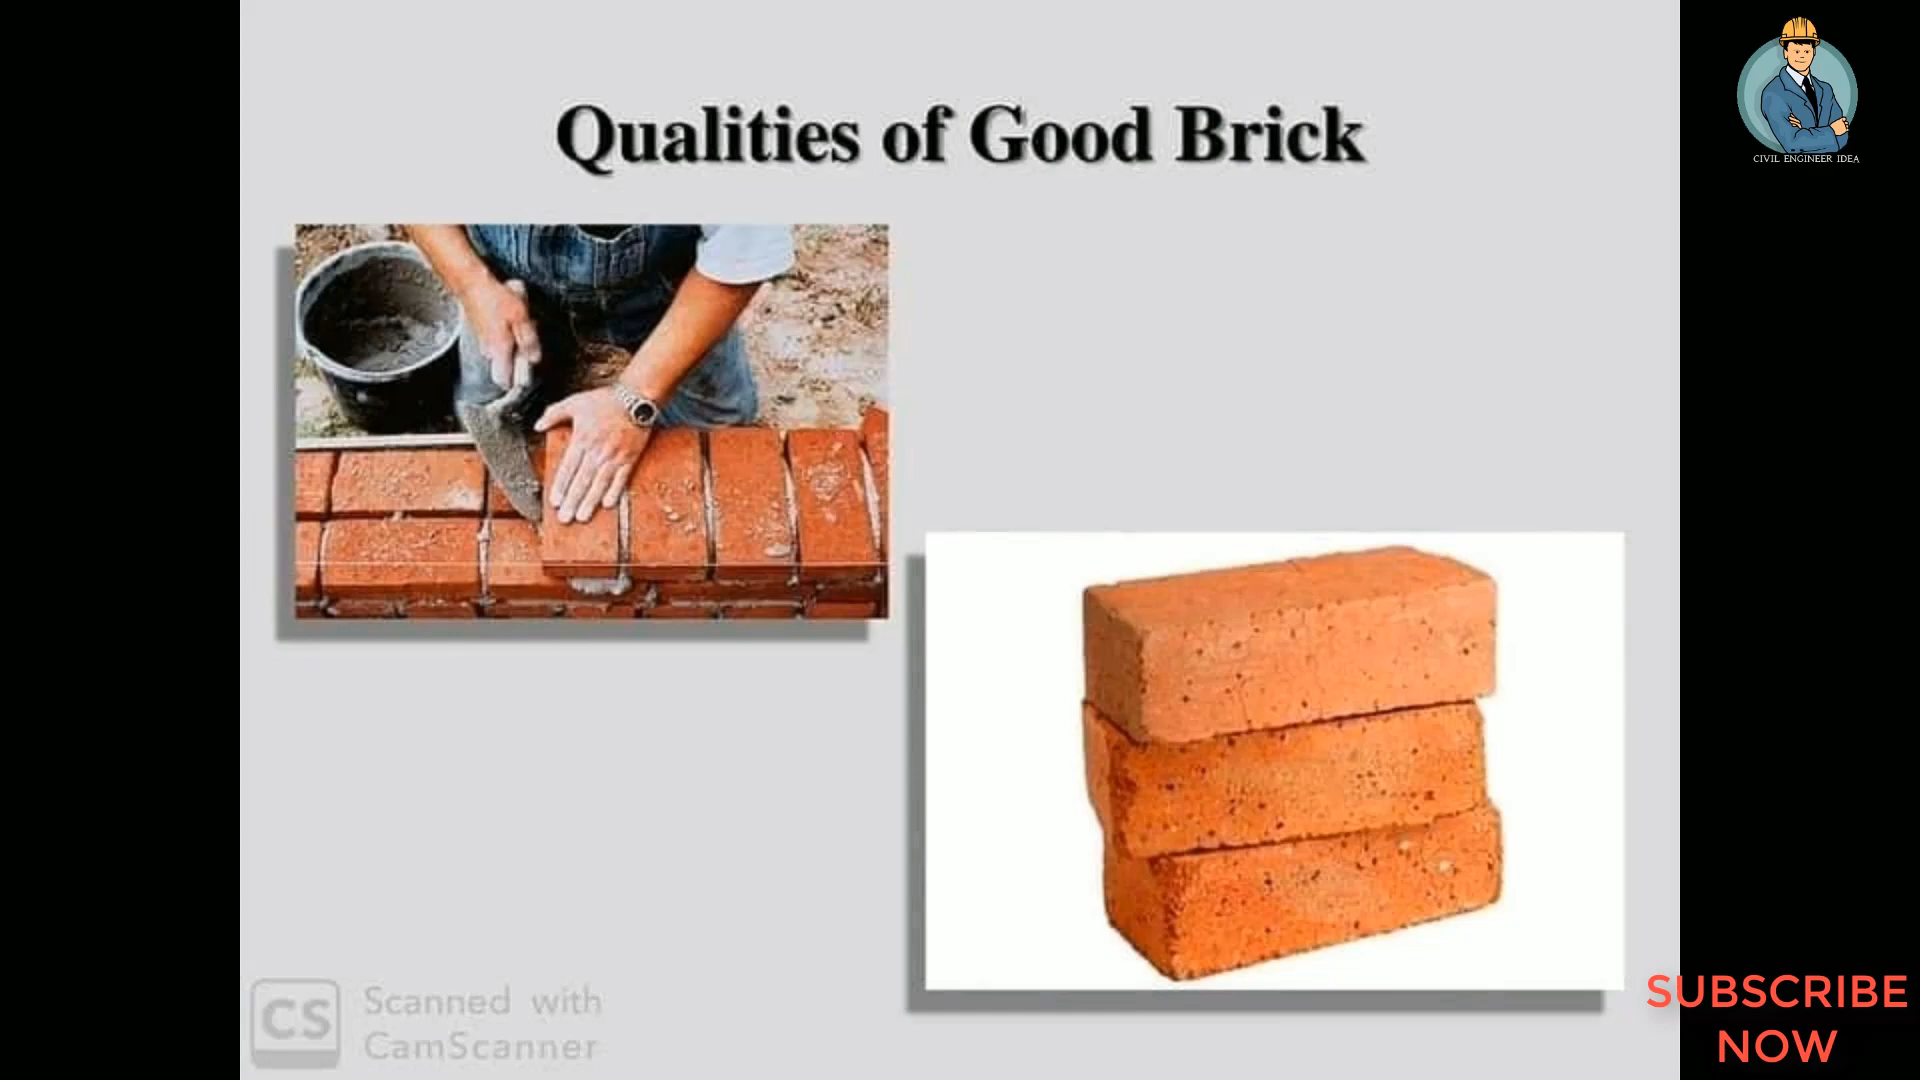 Qualities of Good Brick
CIVIL ENGINEER IDEA
CS
Scanned with
CamScanner
SUBSCRIBE
NOW